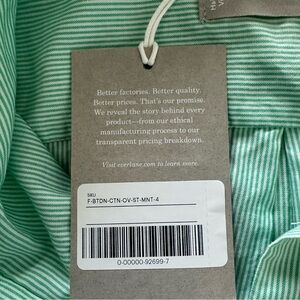 Better factories. Better quality.
Better prices. That's our promise.
We reveal the story behind every
product—from our ethical
manufacturing process to our
transparent pricing breakdown.
Visit everlane.com to learn more.
SKU
F-BTDN-CTN-OV-ST-MNT-4
0-00000-92699-7